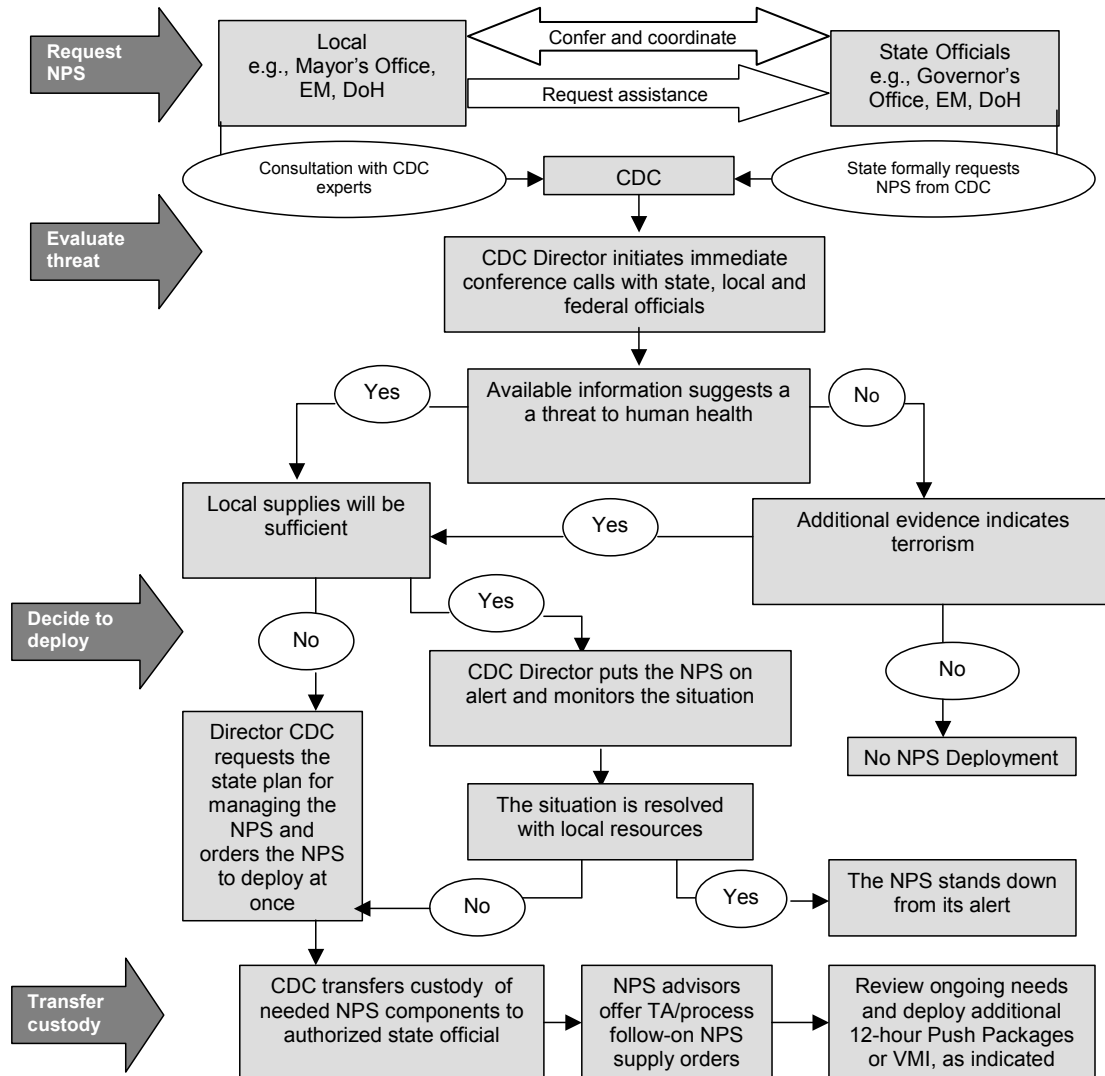 Request
NPS
Local
e.g., Mayor's Office,
EM, DoH
Confer and coordinate
Request assistance
State Officials
e.g., Governor's
Office, EM, DoH
Consultation with CDC
experts
CDC
State formally requests
NPS from CDC
Evaluate
threat
CDC Director initiates immediate
conference calls with state, local and
federal officials
Yes
Available information suggests a
a threat to human health
No
Local supplies will be
sufficient
Yes
Additional evidence indicates
terrorism
Decide to
deploy
No
Yes
No
CDC Director puts the NPS on
alert and monitors the situation
Director CDC
requests the
state plan for
managing the
NPS and
orders the NPS
to deploy at
once
No NPS Deployment
The situation is resolved
with local resources
No
Yes
The NPS stands down
from its alert
Transfer
custody
CDC transfers custody of
needed NPS components to
authorized state official
NPS advisors
offer TA/process
follow-on NPS
supply orders
Review ongoing needs
and deploy additional
12-hour Push Packages
or VMI, as indicated